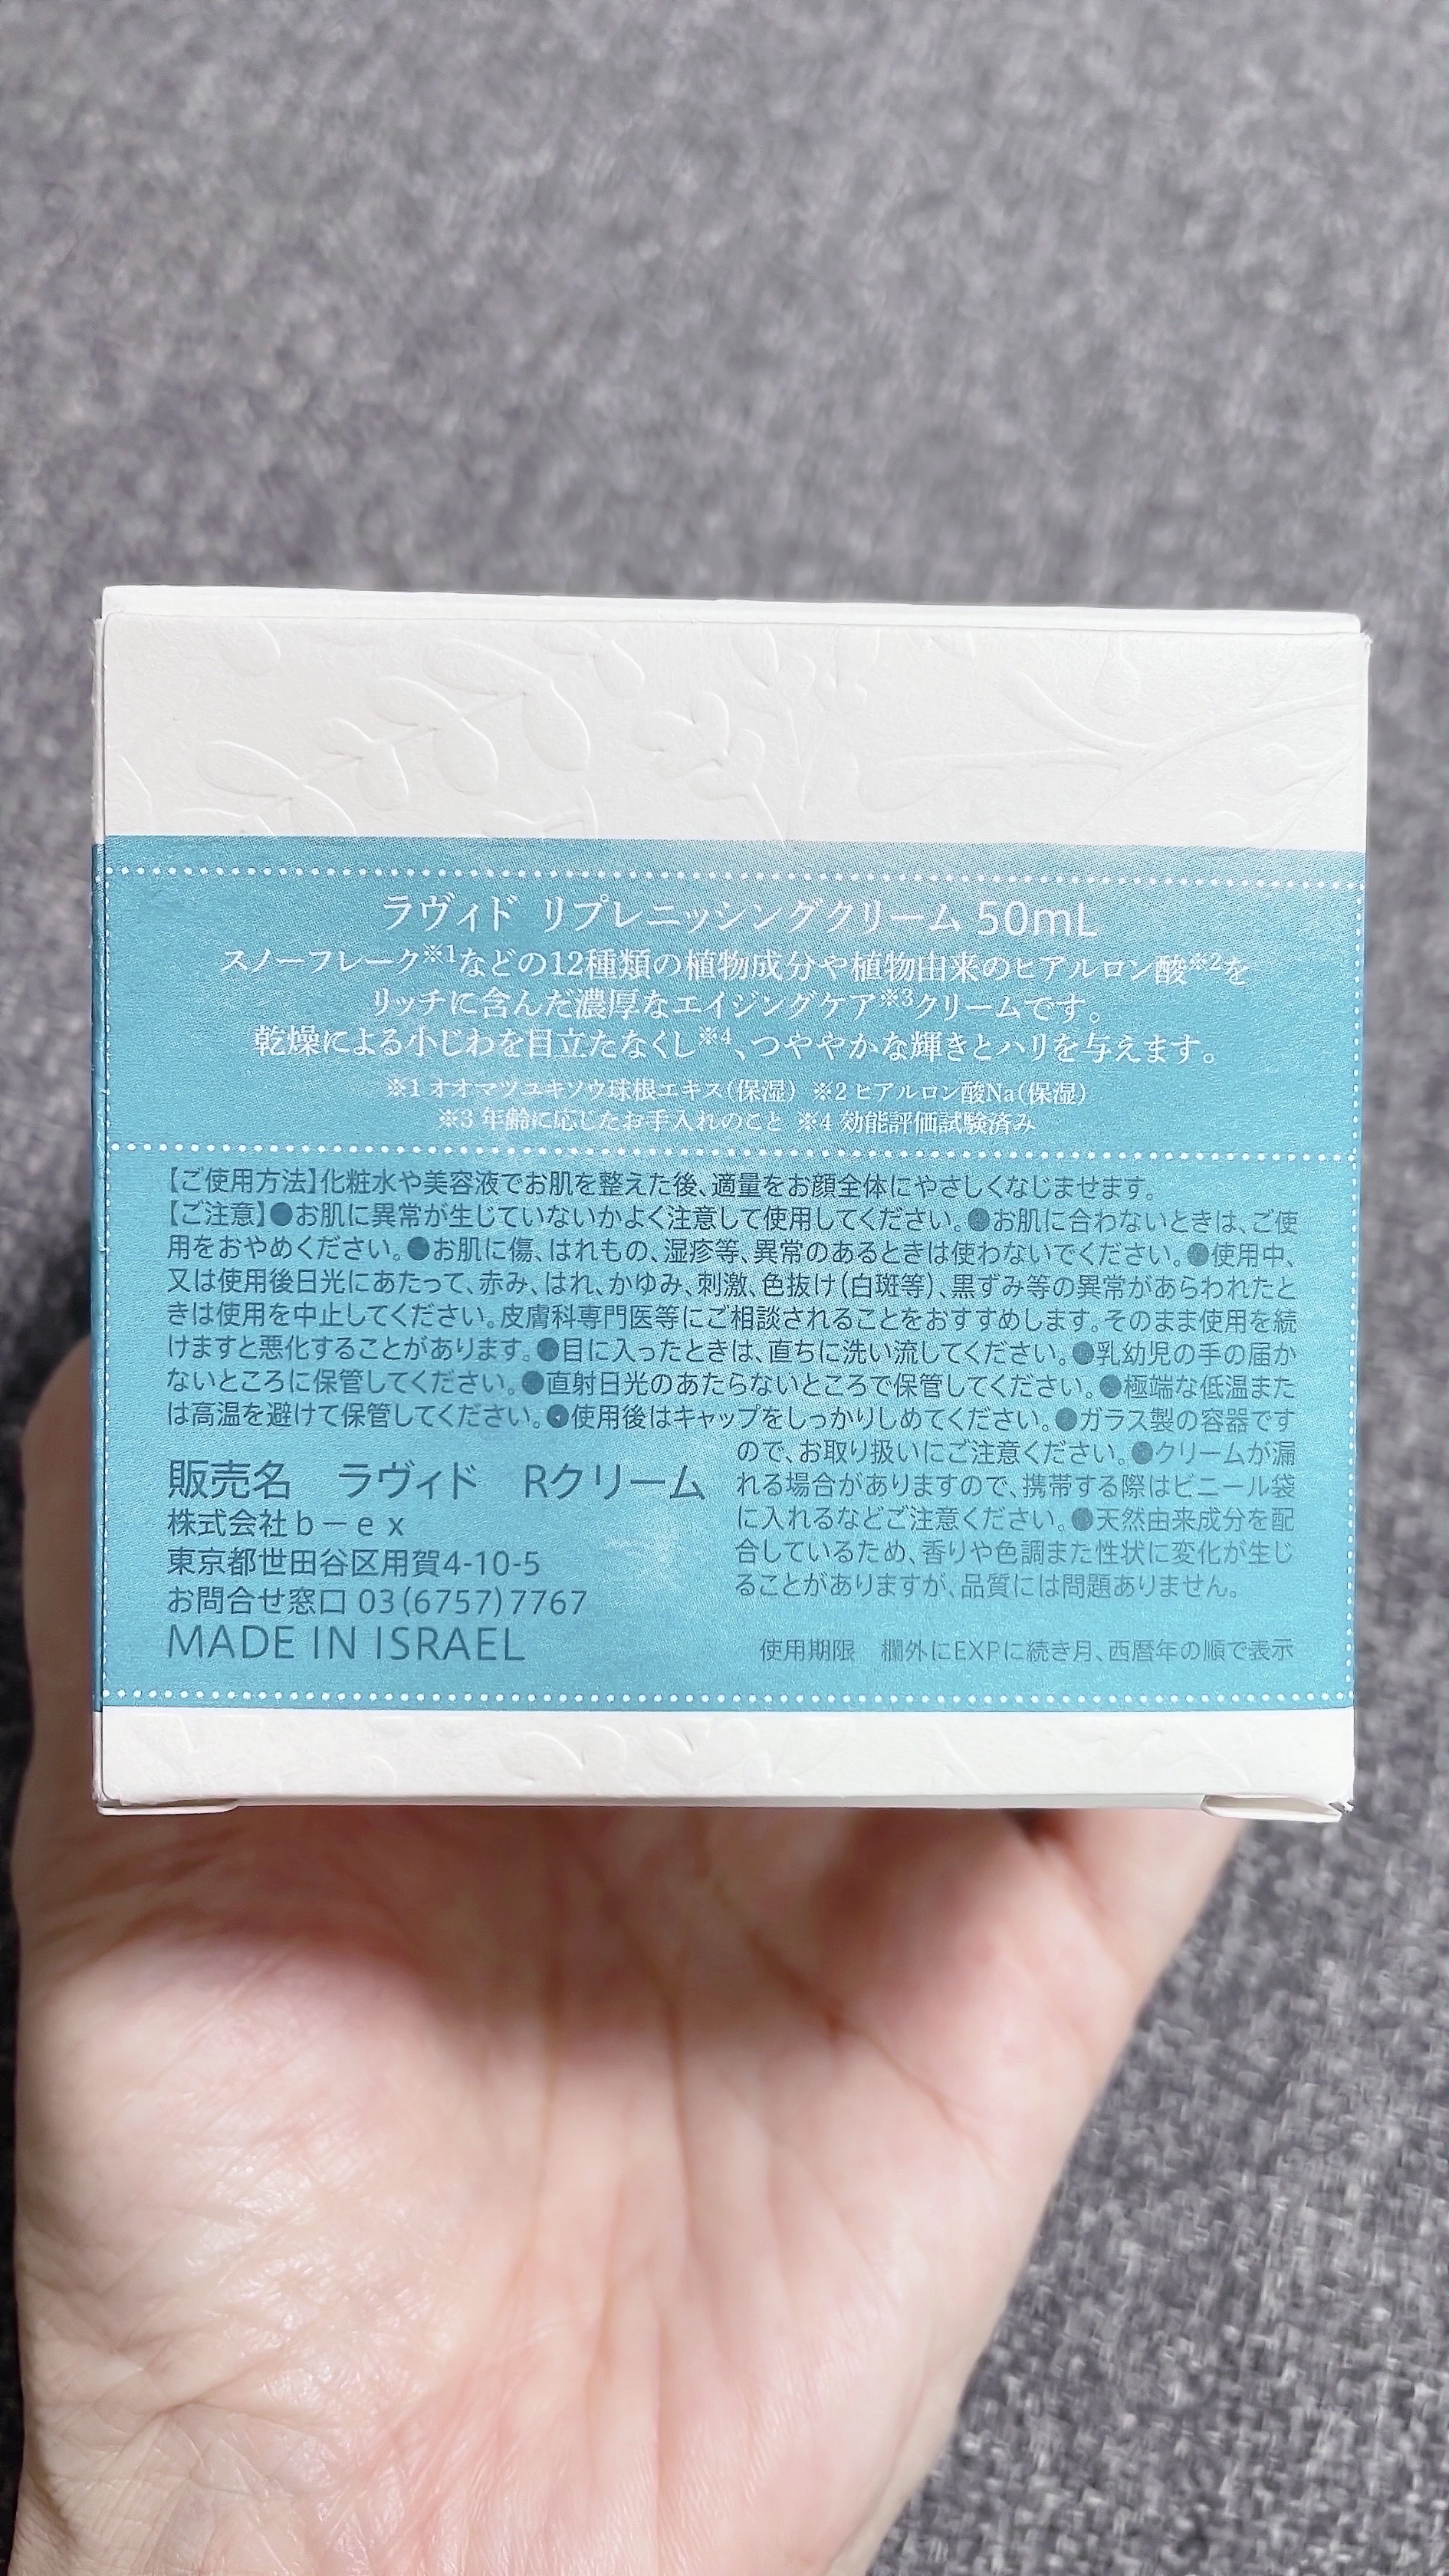 ラヴィド リプレニッシングクリーム 50mL
スノーフレーク※1などの12種類の植物成分や植物由来のヒアルロン酸※2を
リッチに含んだ濃厚なエイジングケア※3クリームです。
乾燥による小じわを目立たなくし※4、つややかな輝きとハリを与えます。
※1 オオマツユキソウ球根エキス(保湿) ※2 ヒアルロン酸Na(保湿)
※3 年齢に応じたお手入れのこと ※4 効能評価試験済み
【ご使用方法】化粧水や美容液でお肌を整えた後、適量をお顔全体にやさしくなじませます。
【ご注意】●お肌に異常が生じていないかよく注意して使用してください。●お肌に合わないときは、ご使
用をおやめください。●お肌に傷、はれもの、湿疹等、異常のあるときは使わないでください。●使用中、
又は使用後日光にあたって、赤み、はれ、かゆみ、刺激、色抜け(白斑等)、黒ずみ等の異常があらわれたと
きは使用を中止してください。皮膚科専門医等にご相談されることをおすすめします。そのまま使用を続
けますと悪化することがあります。●目に入ったときは、直ちに洗い流してください。●乳幼児の手の届か
ないところに保管してください。●直射日光のあたらないところで保管してください。●極端な低温また
は高温を避けて保管してください。●使用後はキャップをしっかりしめてください。●ガラス製の容器です
ので、お取り扱いにご注意ください。●クリームが漏
れる場合がありますので、携帯する際はビニール袋
に入れるなどご注意ください。●天然由来成分を配
合しているため、香りや色調また性状に変化が生じ
ることがありますが、品質には問題ありません。
販売名 ラヴィド Rクリーム
株式会社b－ex
東京都世田谷区用賀4-10-5
お問合せ窓口 03(6757)7767
MADE IN ISRAEL
使用期限 欄外にEXPに続き月、西暦年の順で表示